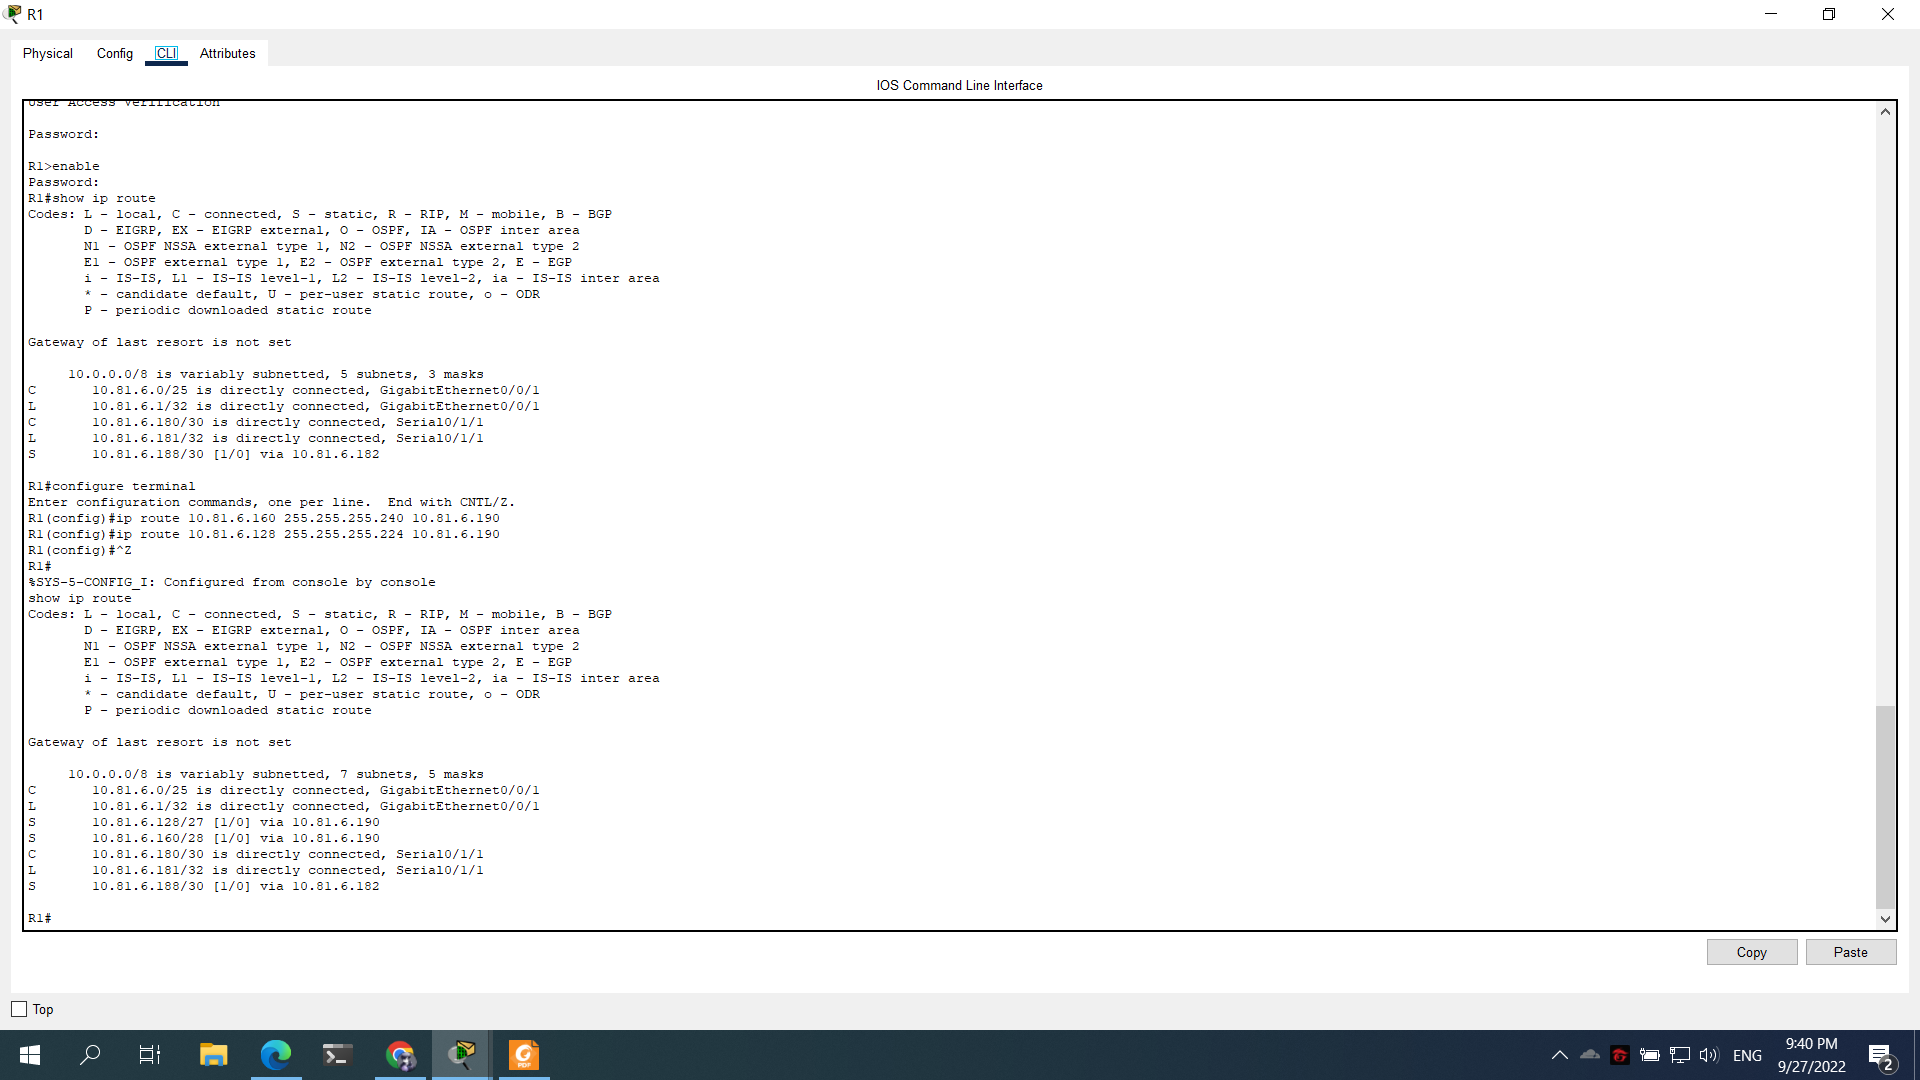 R1
Physical Config CLI Attributes
IOS Command Line Interface
User Access Verification
Password:
R1>enable
Password:
R1#show ip route
Codes: L - local, C - connected, S - static, R - RIP, M - mobile, B - BGP
D - EIGRP, EX - EIGRP external, O - OSPF, IA - OSPF inter area
N1 - OSPF NSSA external type 1, N2 - OSPF NSSA external type 2
E1 - OSPF external type 1, E2 - OSPF external type 2, E - EGP
i - IS-IS, L1 - IS-IS level-1, L2 - IS-IS level-2, ia - IS-IS inter area
* - candidate default, U - per-user static route, o - ODR
P - periodic downloaded static route
Gateway of last resort is not set
10.0.0.0/8 is variably subnetted, 5 subnets, 3 masks
C 10.81.6.0/25 is directly connected, GigabitEthernet0/0/1
L 10.81.6.1/32 is directly connected, GigabitEthernet0/0/1
C 10.81.6.180/30 is directly connected, Serial0/1/1
L 10.81.6.181/32 is directly connected, Serial0/1/1
S 10.81.6.188/30 [1/0] via 10.81.6.182
R1#configure terminal
Enter configuration commands, one per line. End with CNTL/Z.
R1(config)#ip route 10.81.6.160 255.255.255.240 10.81.6.190
R1(config)#ip route 10.81.6.128 255.255.255.224 10.81.6.190
R1(config)#^Z
R1#
%SYS-5-CONFIG_I: Configured from console by console
show ip route
Codes: L - local, C - connected, S - static, R - RIP, M - mobile, B - BGP
D - EIGRP, EX - EIGRP external, O - OSPF, IA - OSPF inter area
N1 - OSPF NSSA external type 1, N2 - OSPF NSSA external type 2
E1 - OSPF external type 1, E2 - OSPF external type 2, E - EGP
i - IS-IS, L1 - IS-IS level-1, L2 - IS-IS level-2, ia - IS-IS inter area
* - candidate default, U - per-user static route, o - ODR
P - periodic downloaded static route
Gateway of last resort is not set
10.0.0.0/8 is variably subnetted, 7 subnets, 5 masks
C 10.81.6.0/25 is directly connected, GigabitEthernet0/0/1
L 10.81.6.1/32 is directly connected, GigabitEthernet0/0/1
S 10.81.6.128/27 [1/0] via 10.81.6.190
S 10.81.6.160/28 [1/0] via 10.81.6.190
C 10.81.6.180/30 is directly connected, Serial0/1/1
L 10.81.6.181/32 is directly connected, Serial0/1/1
S 10.81.6.188/30 [1/0] via 10.81.6.182
R1#
Copy Paste
Top
PDF
ENG
9:40 PM
9/27/2022
2